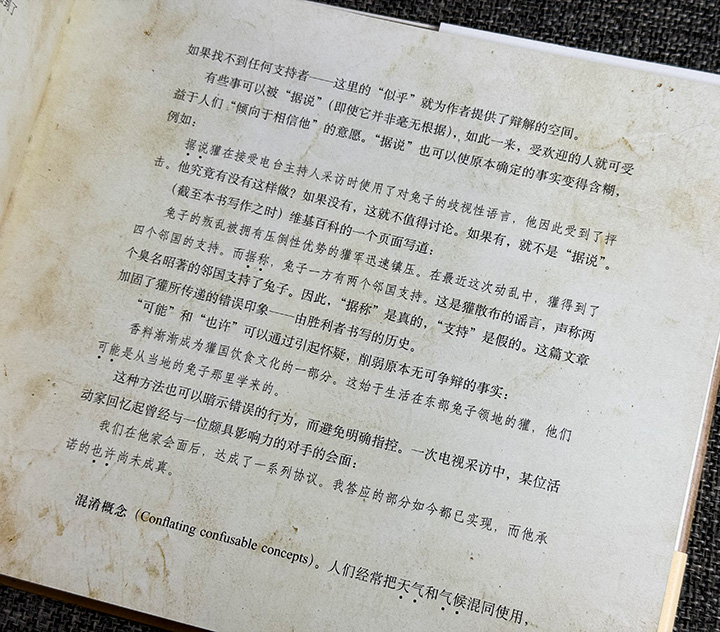 如果找不到任何支持者——这里的“似乎”就为作者提供了辩解的空间。
有些事可以被“据说”（即使它并非毫无根据），如此一来，受欢迎的人就可受
益于人们“倾向于相信他”的意愿。“据说”也可以使原本确定的事实变得含糊，
例如：
据说獾在接受电台主持人采访时使用了对兔子的歧视性语言，他因此受到了抨
击。他究竟有没有这样做？如果没有，这就不值得讨论。如果有，就不是“据说”。
（截至本书写作之时）维基百科的一个页面写道：
兔子的叛乱被拥有压倒性优势的獾军迅速镇压。在最近这次动乱中，獾得到了
四个邻国的支持。而据称，兔子一方有两个邻国支持。这是獾散布的谣言，声称两
个臭名昭著的邻国支持了兔子。因此，“据称”是真的，“支持”是假的。这篇文章
加固了獾所传递的错误印象——由胜利者书写的历史。
“可能”和“也许”可以通过引起怀疑，削弱原本无可争辩的事实：
香料渐渐成为獾国饮食文化的一部分。这始于生活在东部兔子领地的獾，他们
可能是从当地的兔子那里学来的。
这种方法也可以暗示错误的行为，而避免明确指控。一次电视采访中，某位活
动家回忆起曾经与一位颇具影响力的对手的会面：
我们在他家会面后，达成了一系列协议。我答应的部分如今都已实现，而他承
诺的也许尚未成真。
混淆概念（Conflating confusable concepts）。人们经常把天气和气候混同使用，